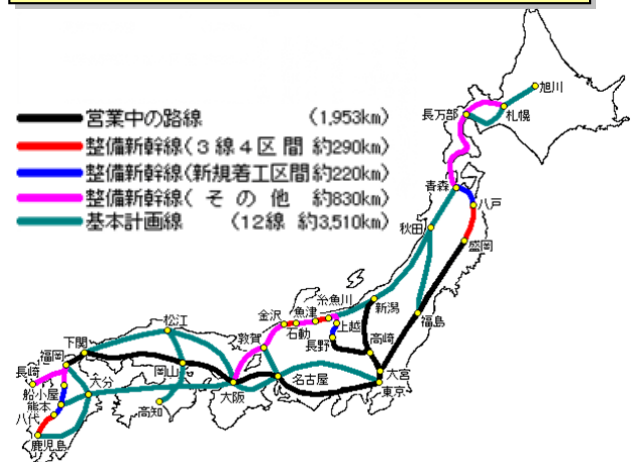 営業中の路線 (1,953km)
整備新幹線(3線4区間 約290km)
整備新幹線(新規着工区間約220km)
整備新幹線(その他 約830km)
基本計画線 (12線 約3,510km)
旭川
長万部
札幌
青森
八戸
秋田
盛岡
糸魚川
新潟
金沢
魚津
上越
福島
松江
敦賀
石動
長野
高崎
下関
福岡
長崎
大分
岡山
名古屋
大宮
船小屋
大阪
東京
熊本
高知
八代
鹿児島